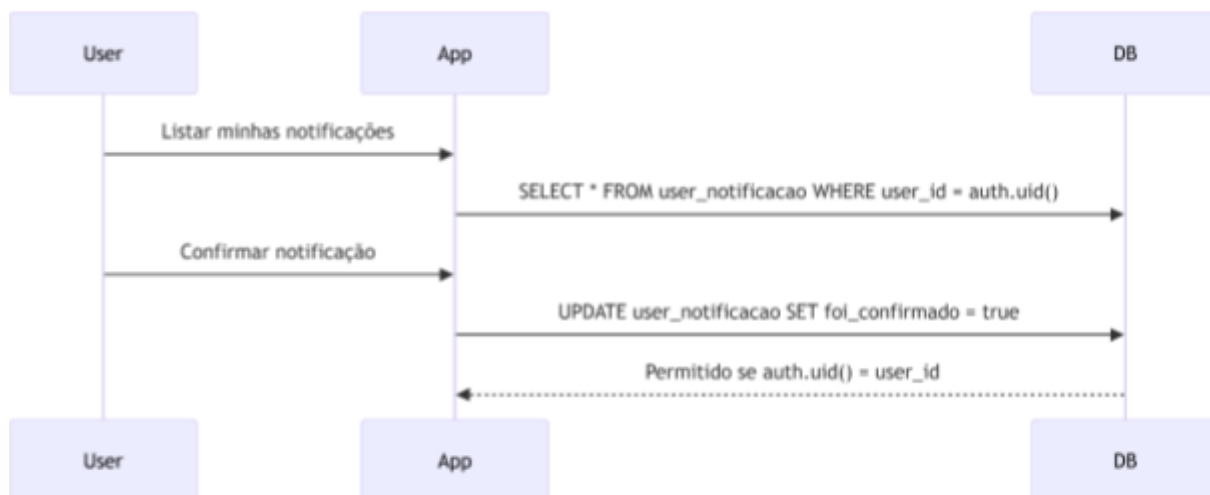 User
App
DB
Listar minhas notificações
SELECT * FROM user_notificacao WHERE user_id = auth.uid()
Confirmar notificação
UPDATE user_notificacao SET foi_confirmado = true
Permitido se auth.uid() = user_id
User
App
DB